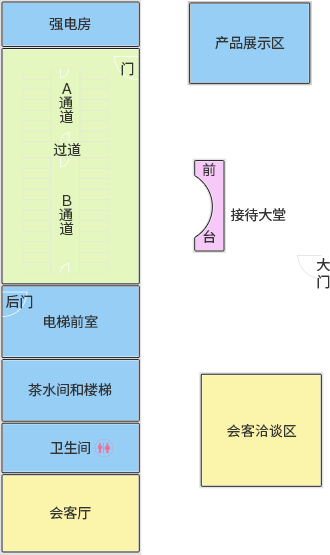 强电房
产品展示区
门
A通道
过道
B通道
前台
接待大堂
大门
后门
电梯前室
茶水间和楼梯
会客洽谈区
卫生间
会客厅